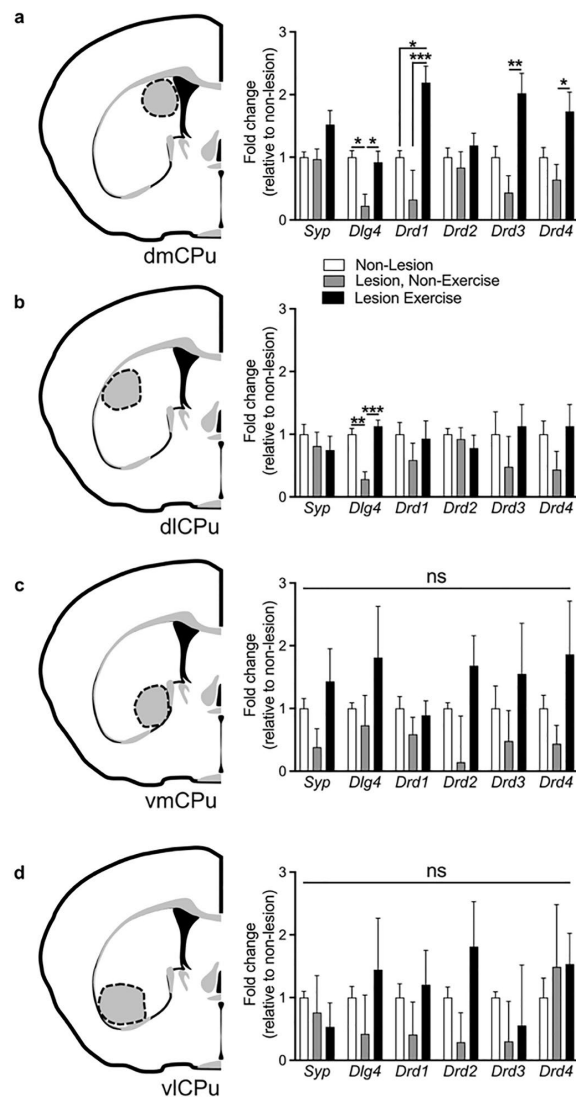 a
dmCPu
Fold change
(relative to non-lesion)
3
2
1
0
* *
*
***
**
*
Syp Dlg4 Drd1 Drd2 Drd3 Drd4
Non-Lesion
Lesion, Non-Exercise
Lesion Exercise
b
dlCPu
Fold change
(relative to non-lesion)
3
2
1
0
**
***
Syp Dlg4 Drd1 Drd2 Drd3 Drd4
c
vmCPu
Fold change
(relative to non-lesion)
3
2
1
0
ns
Syp Dlg4 Drd1 Drd2 Drd3 Drd4
d
vlCPu
Fold change
(relative to non-lesion)
3
2
1
0
ns
Syp Dlg4 Drd1 Drd2 Drd3 Drd4